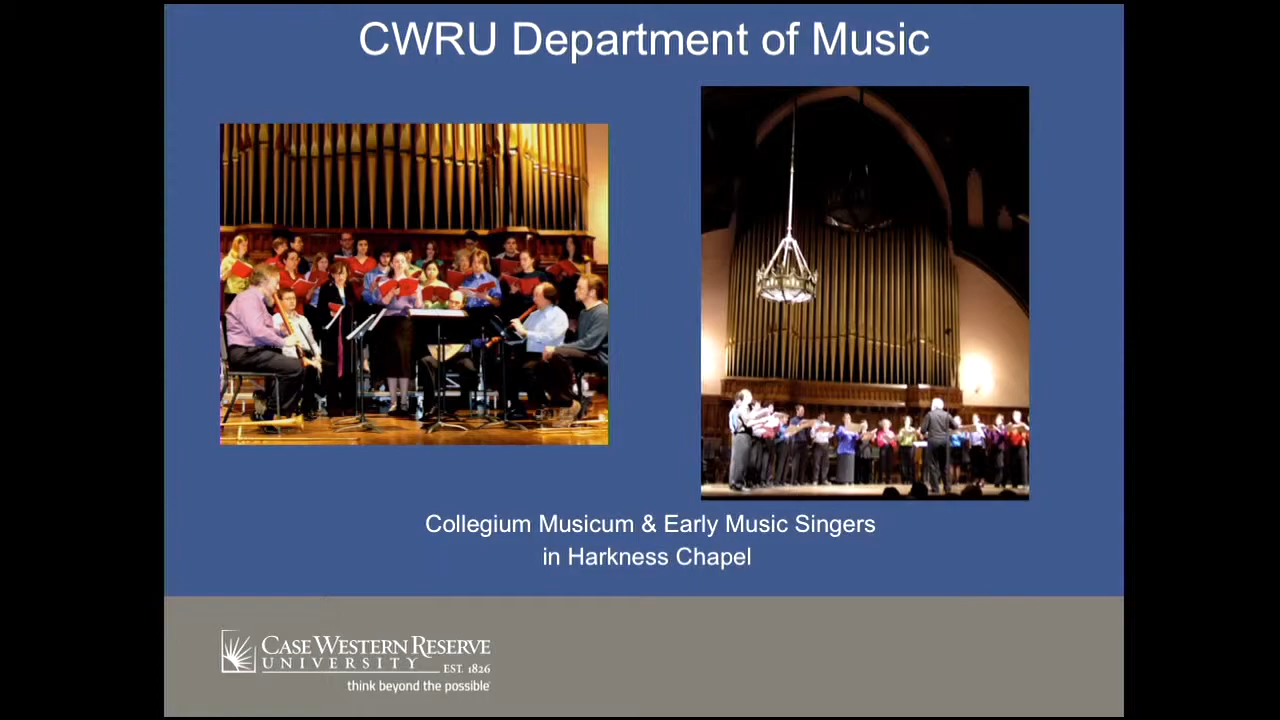 CWRU Department of Music
Collegium Musicum & Early Music Singers
in Harkness Chapel
CASE WESTERN RESERVE
UNIVERSITY EST. 1826
think beyond the possible